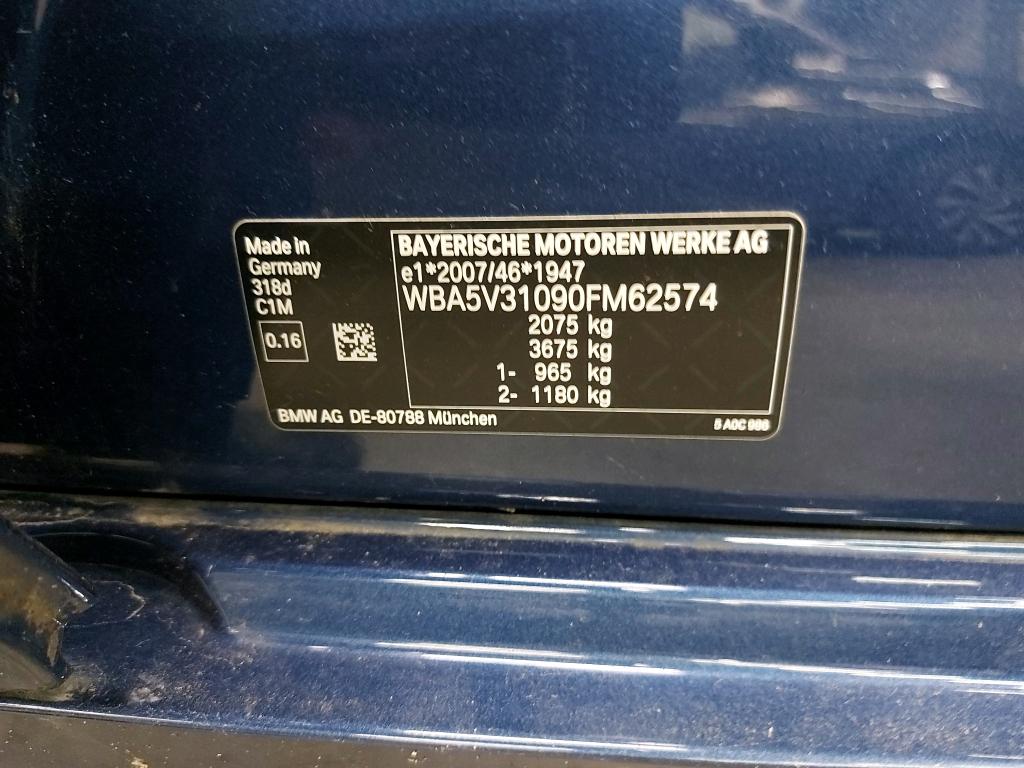 Made in
Germany
318d
C1M
0.16
BAYERISCHE MOTOREN WERKE AG
e1*2007/46*1947
WBA5V31090FM62574
2075 kg
3675 kg
1- 965 kg
2- 1180 kg
BMW AG DE-80788 München
5 A0C 986